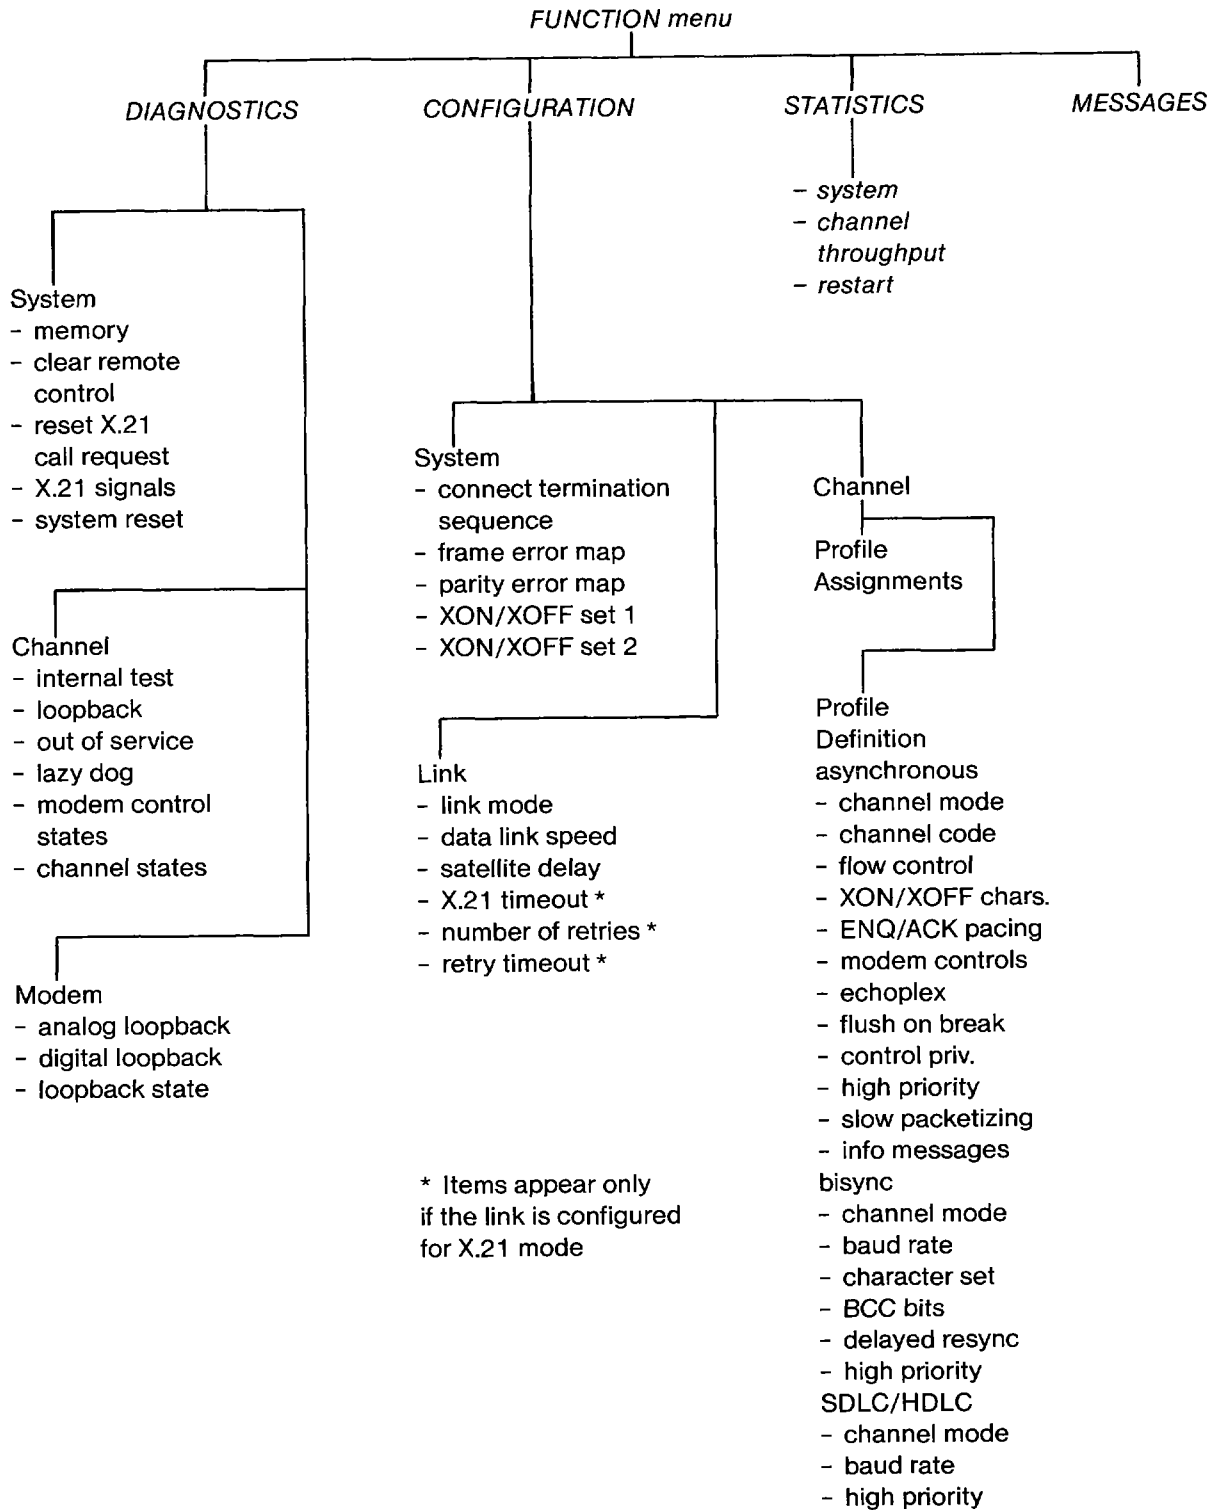 FUNCTION menu
DIAGNOSTICS
CONFIGURATION
STATISTICS
MESSAGES
– system
– channel
throughput
– restart
System
– memory
– clear remote
control
– reset X.21
call request
– X.21 signals
– system reset
Channel
– internal test
– loopback
– out of service
– lazy dog
– modem control
states
– channel states
Modem
– analog loopback
– digital loopback
– loopback state
System
– connect termination
sequence
– frame error map
– parity error map
– XON/XOFF set 1
– XON/XOFF set 2
Link
– link mode
– data link speed
– satellite delay
– X.21 timeout *
– number of retries *
– retry timeout *
* Items appear only
if the link is configured
for X.21 mode
Channel
Profile
Assignments
Profile
Definition
asynchronous
– channel mode
– channel code
– flow control
– XON/XOFF chars.
– ENQ/ACK pacing
– modem controls
– echoplex
– flush on break
– control priv.
– high priority
– slow packetizing
– info messages
bisync
– channel mode
– baud rate
– character set
– BCC bits
– delayed resync
– high priority
SDLC/HDLC
– channel mode
– baud rate
– high priority